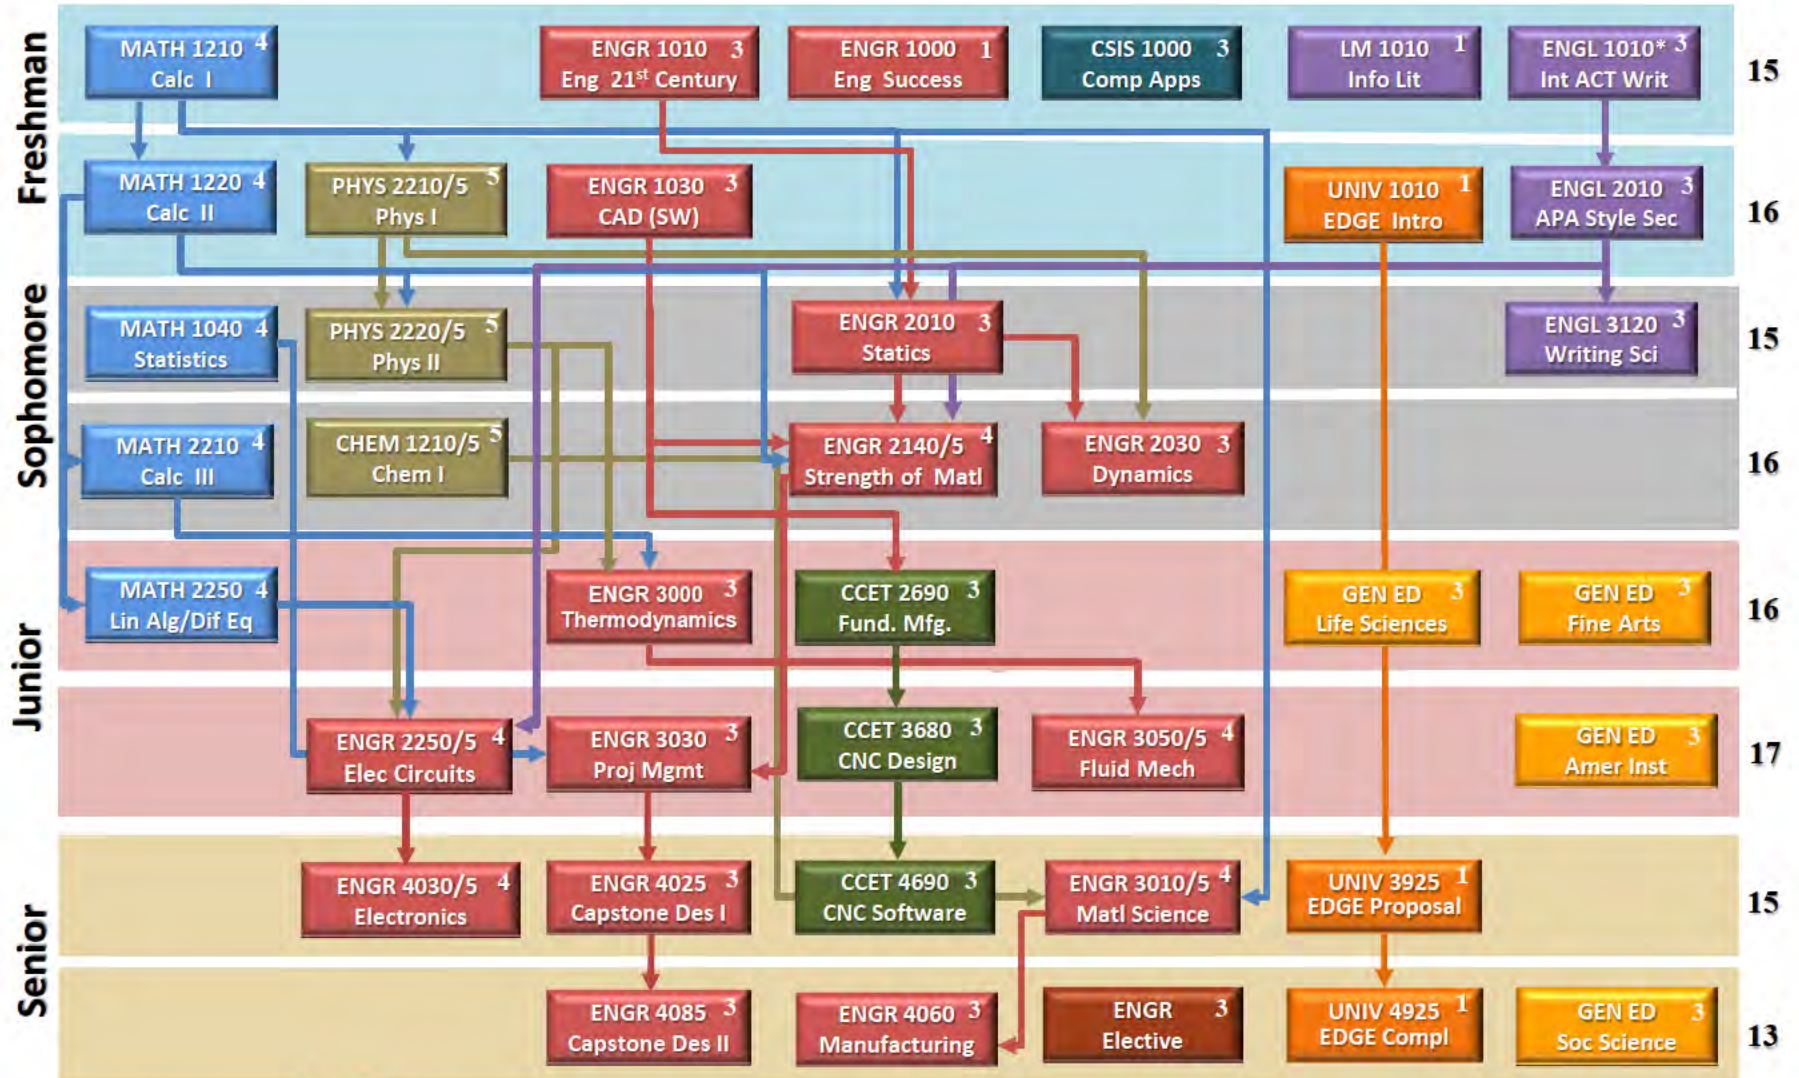 Freshman
MATH 1210 4
Calc I
ENGR 1010 3
Eng 21st Century
ENGR 1000 1
Eng Success
CSIS 1000 3
Comp Apps
LM 1010 1
Info Lit
ENGL 1010* 3
Int ACT Writ
15
MATH 1220 4
Calc II
PHYS 2210/5 5
Phys I
ENGR 1030 3
CAD (SW)
UNIV 1010 1
EDGE Intro
ENGL 2010 3
APA Style Sec
16
Sophomore
MATH 1040 4
Statistics
PHYS 2220/5 5
Phys II
ENGR 2010 3
Statics
ENGL 3120 3
Writing Sci
15
MATH 2210 4
Calc III
CHEM 1210/5 5
Chem I
ENGR 2140/5 4
Strength of Matl
ENGR 2030 3
Dynamics
16
Junior
MATH 2250 4
Lin Alg/Dif Eq
ENGR 3000 3
Thermodynamics
CCET 2690 3
Fund. Mfg.
GEN ED 3
Life Sciences
GEN ED 3
Fine Arts
16
ENGR 2250/5 4
Elec Circuits
ENGR 3030 3
Proj Mgmt
CCET 3680 3
CNC Design
ENGR 3050/5 4
Fluid Mech
GEN ED 3
Amer Inst
17
Senior
ENGR 4030/5 4
Electronics
ENGR 4025 3
Capstone Des I
CCET 4690 3
CNC Software
ENGR 3010/5 4
Matl Science
UNIV 3925 1
EDGE Proposal
15
ENGR 4085 3
Capstone Des II
ENGR 4060 3
Manufacturing
ENGR 3
Elective
UNIV 4925 1
EDGE Compl
GEN ED 3
Soc Science
13